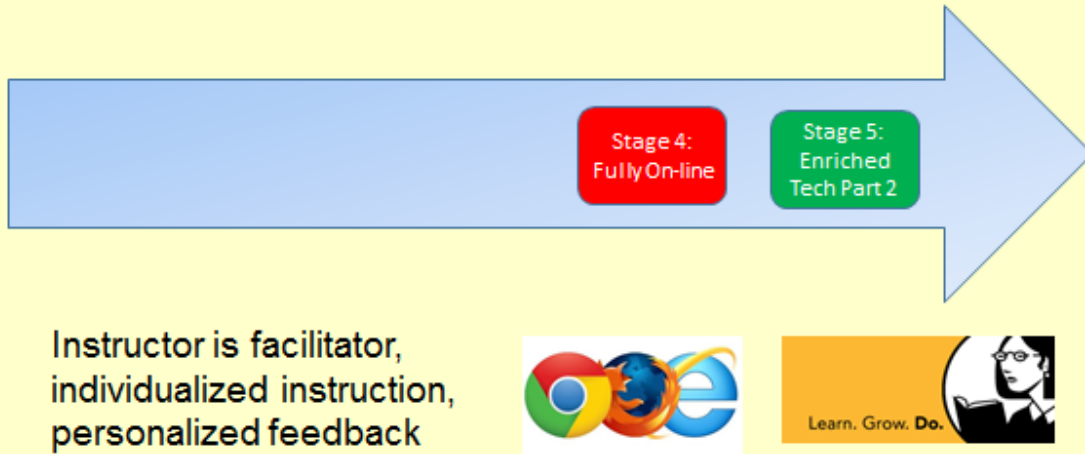 Stage 4:
Fully On-line
Stage 5:
Enriched
Tech Part 2
Instructor is facilitator,
individualized instruction,
personalized feedback
Learn. Grow. Do.